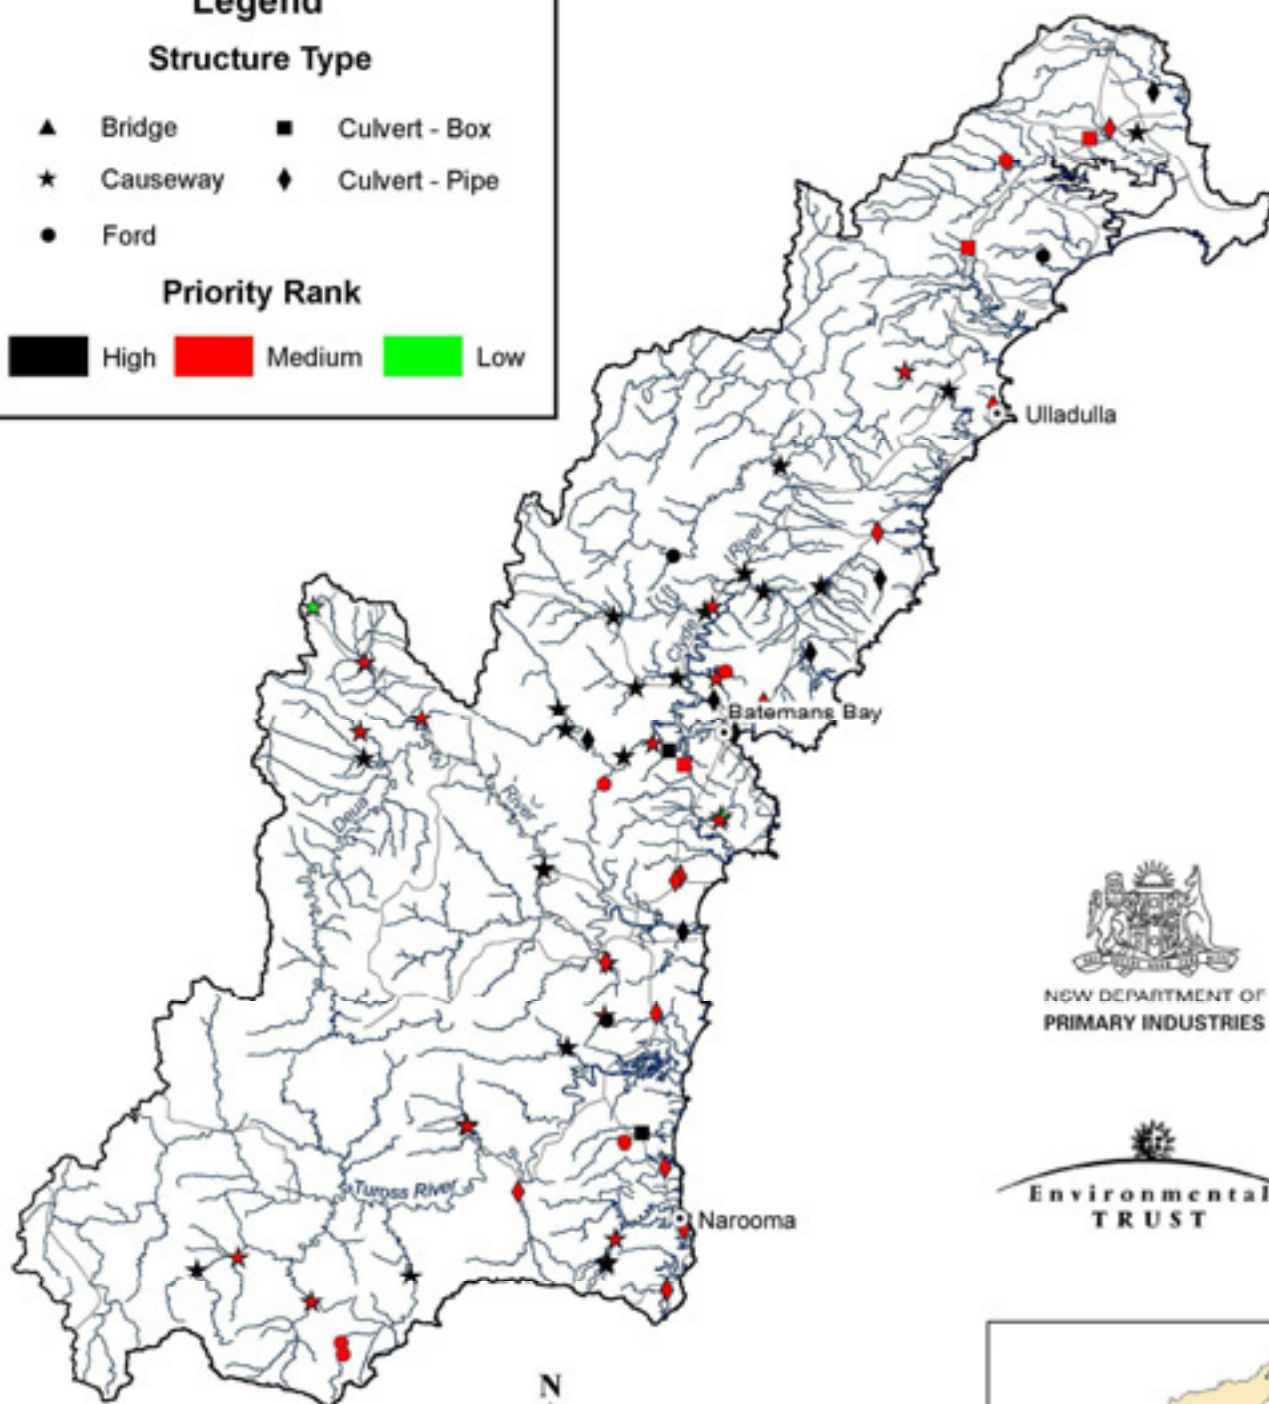 Legend
Structure Type
Bridge
Culvert - Box
Causeway
Culvert - Pipe
Ford
Priority Rank
High
Medium
Low
Ulladulla
River
Clyde
Batemans Bay
River
Deua
Tuross River
Narooma
NSW DEPARTMENT OF
PRIMARY INDUSTRIES
Environmental
TRUST
N